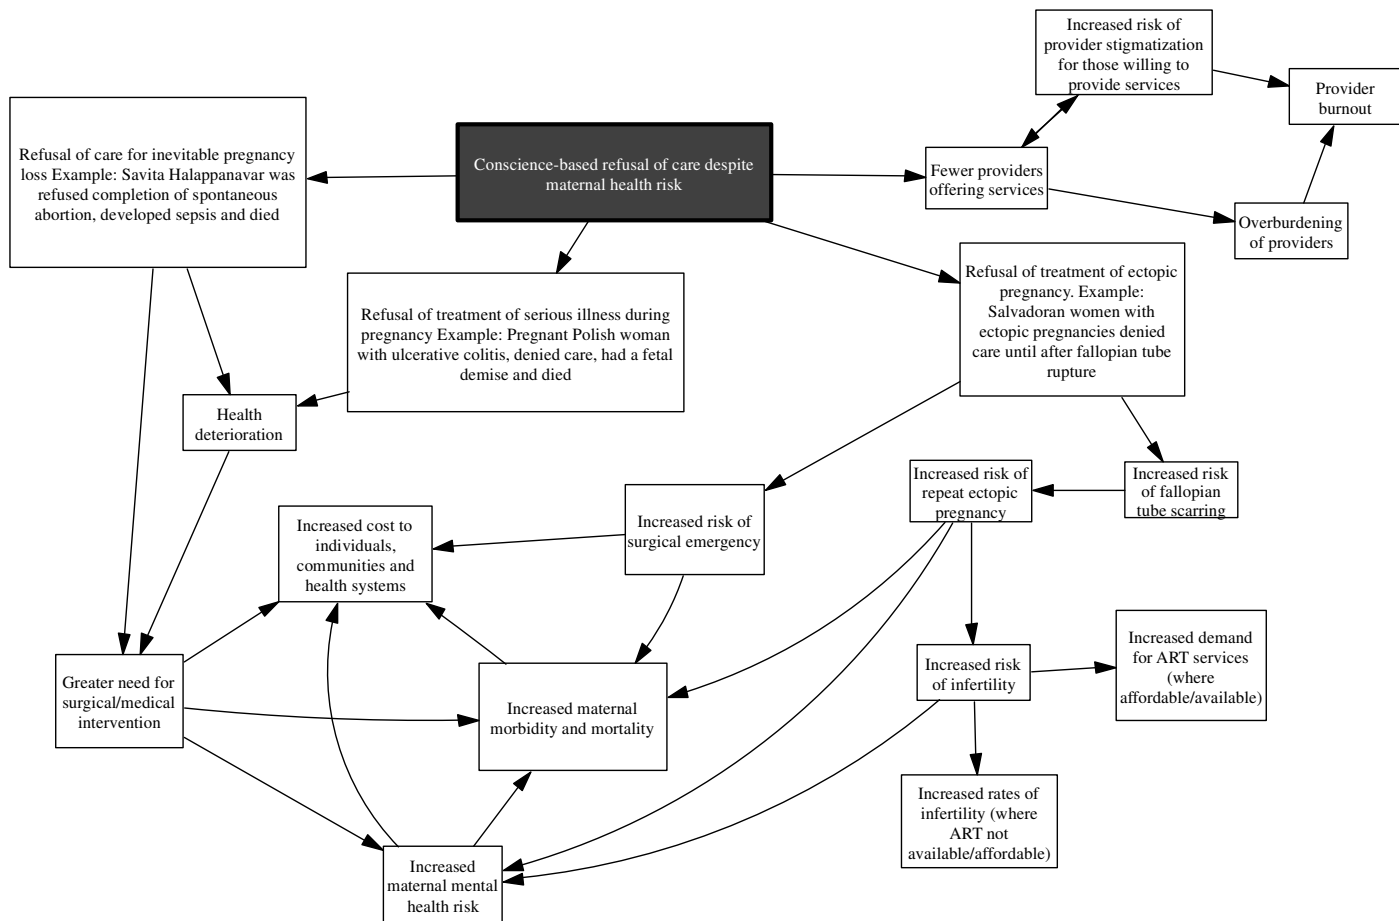 Increased risk of
provider stigmatization
for those willing to
provide services
Provider
burnout
Refusal of care for inevitable pregnancy
loss Example: Savita Halappanavar was
refused completion of spontaneous
abortion, developed sepsis and died
Conscience-based refusal of care despite
maternal health risk
Fewer providers
offering services
Overburdening
of providers
Refusal of treatment of serious illness during
pregnancy Example: Pregnant Polish woman
with ulcerative colitis, denied care, had a fetal
demise and died
Refusal of treatment of ectopic
pregnancy. Example:
Salvadoran women with
ectopic pregnancies denied
care until after fallopian tube
rupture
Health
deterioration
Increased cost to
individuals,
communities and
health systems
Increased risk of
surgical emergency
Increased risk of
repeat ectopic
pregnancy
Increased risk
of fallopian
tube scarring
Greater need for
surgical/medical
intervention
Increased maternal
morbidity and mortality
Increased risk
of infertility
Increased demand
for ART services
(where
affordable/available)
Increased rates of
infertility (where
ART not
available/affordable)
Increased
maternal mental
health risk